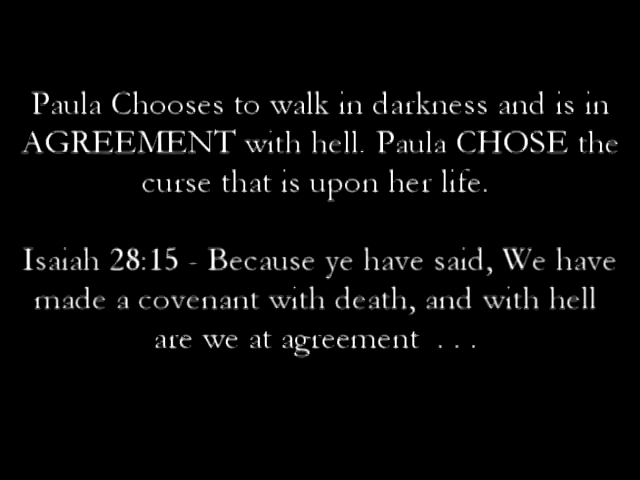 Paula Chooses to walk in darkness and is in
AGREEMENT with hell. Paula CHOSE the
curse that is upon her life.
Isaiah 28:15 - Because ye have said, We have
made a covenant with death, and with hell
are we at agreement . . .